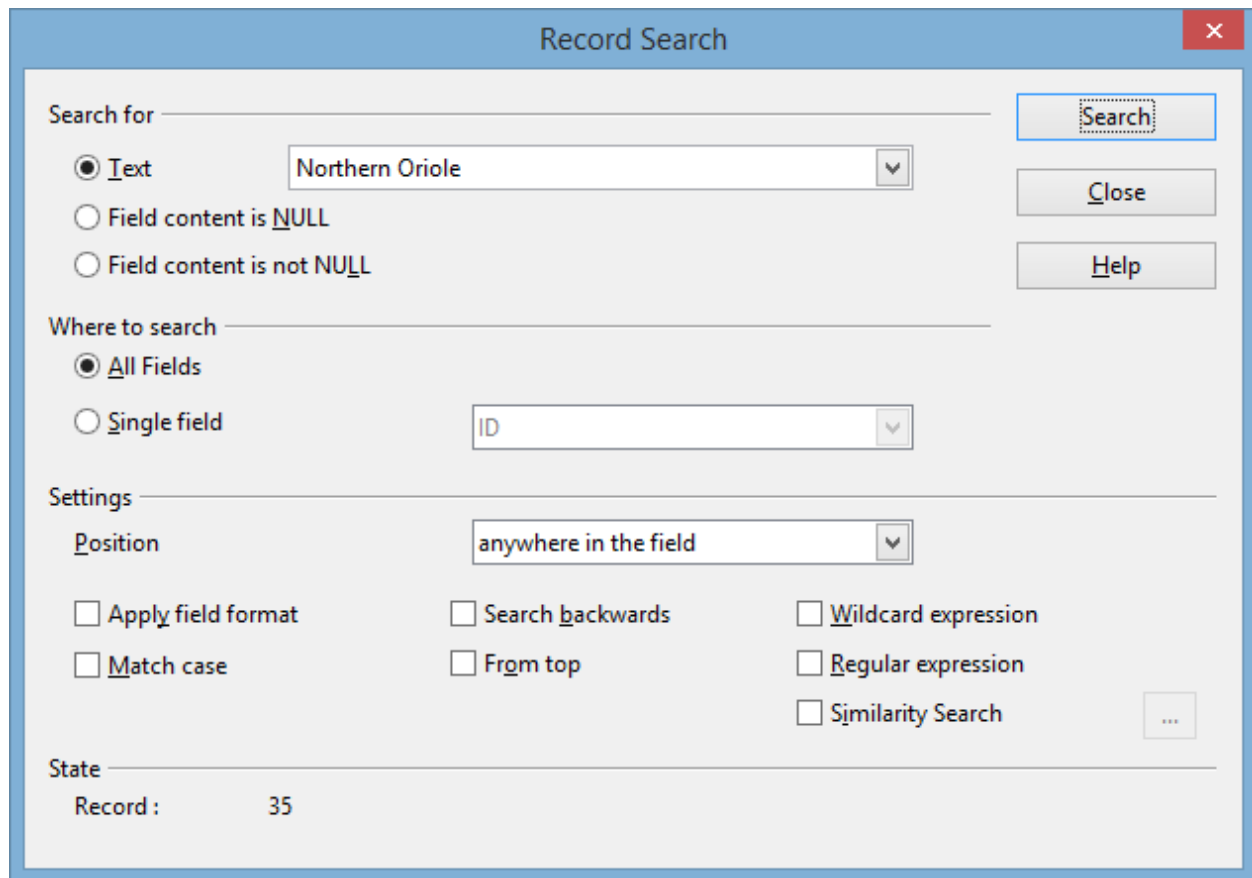 Record Search
Search for
Search
Text Northern Oriole
Close
Field content is NULL
Field content is not NULL
Help
Where to search
All Fields
Single field ID
Settings
Position anywhere in the field
Apply field format Search backwards Wildcard expression
Match case From top Regular expression
Similarity Search ...
State
Record : 35